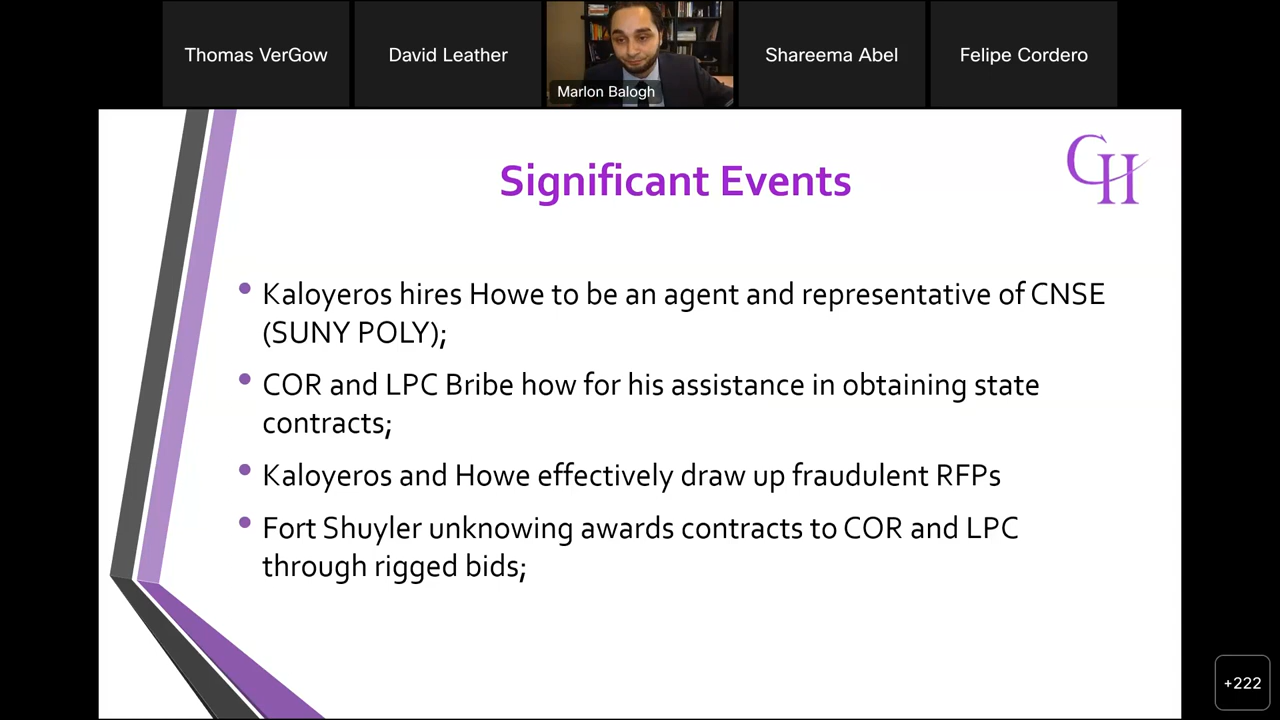 Thomas VerGow
David Leather
Marlon Balogh
Shareema Abel
Felipe Cordero
CH
Significant Events
• Kaloyeros hires Howe to be an agent and representative of CNSE
(SUNY POLY);
• COR and LPC Bribe how for his assistance in obtaining state
contracts;
• Kaloyeros and Howe effectively draw up fraudulent RFPs
• Fort Shuyler unknowing awards contracts to COR and LPC
through rigged bids;
+222